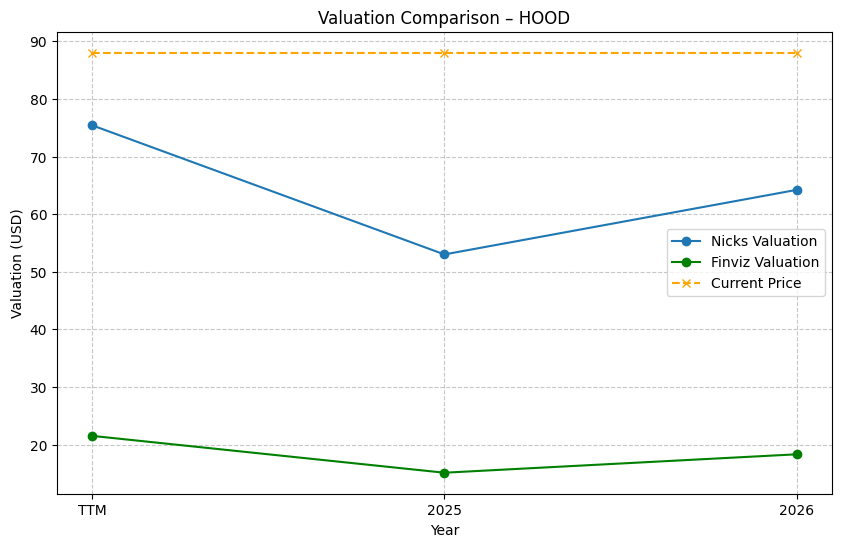 Valuation Comparison – HOOD
90
80
70
60
50
40
30
20
Valuation (USD)
Nicks Valuation
Finviz Valuation
Current Price
TTM 2025 2026
Year